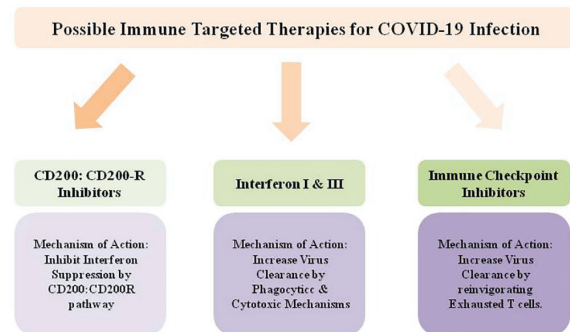 Possible Immune Targeted Therapies for COVID-19 Infection
CD200: CD200-R
Inhibitors
Mechanism of Action:
Inhibit Interferon
Suppression by
CD200:CD200R
pathway
Interferon I & III
Mechanism of Action:
Increase Virus
Clearance by
Phagocyticc &
Cytotoxic Mechanisms
Immune Checkpoint
Inhibitors
Mechanism of Action:
Increase Virus
Clearance by
reinvigorating
Exhausted T cells.